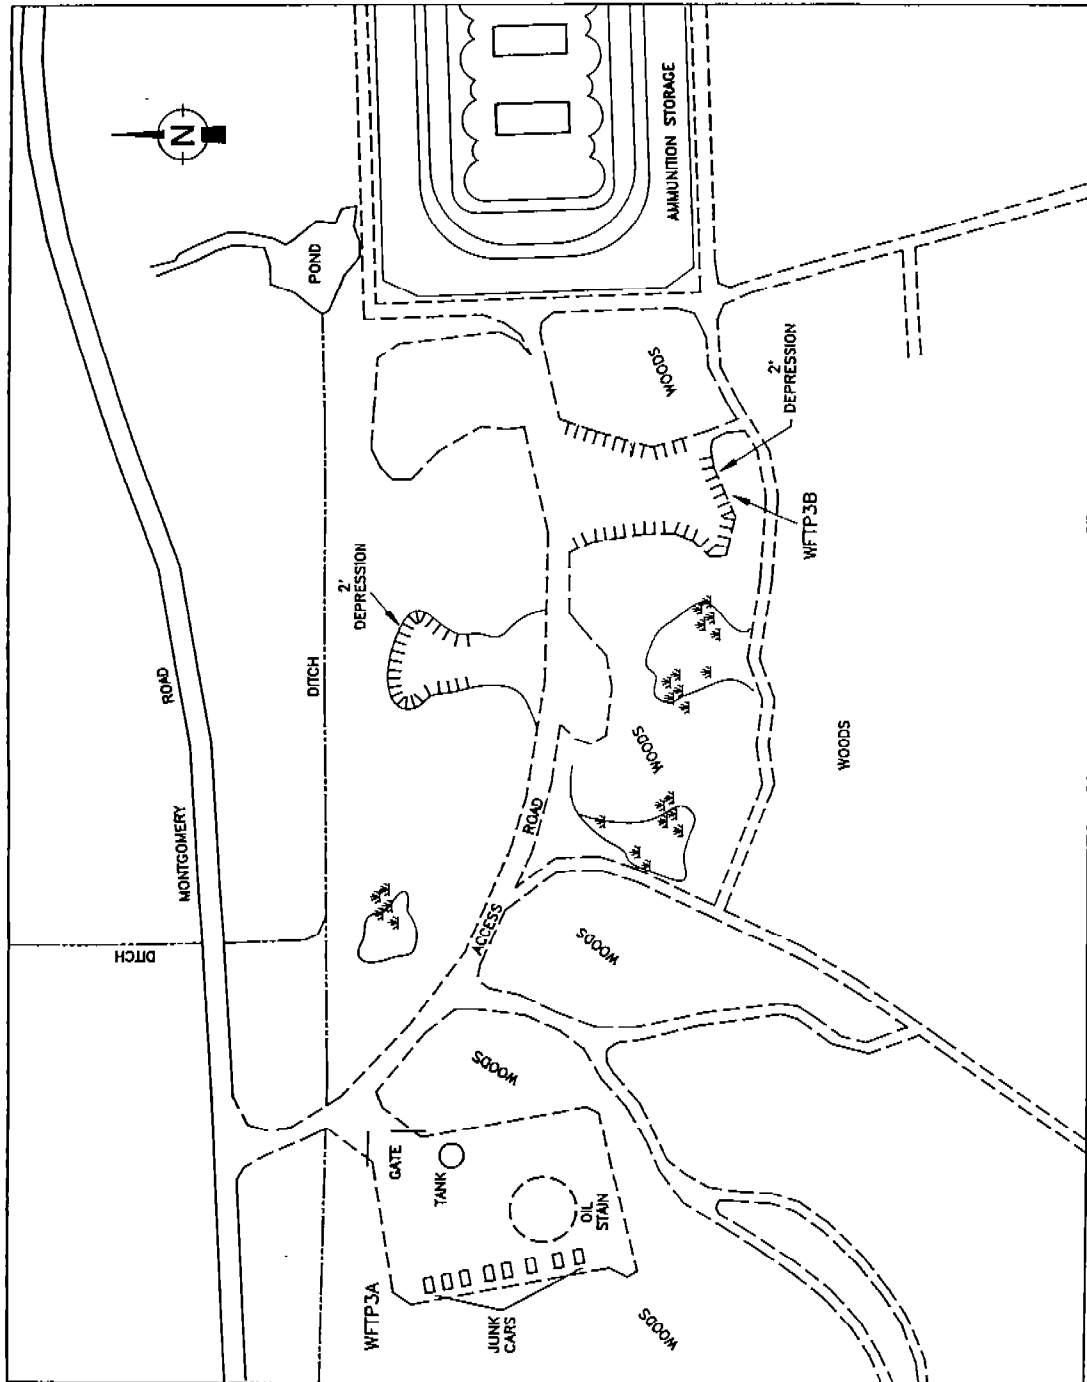 DITCH
MONTGOMERY
ROAD
N
DITCH
POND
2'
DEPRESSION
WFTP3A
GATE
TANK
ACCESS
ROAD
WOODS
JUNK
CARS
OIL
STAIN
WOODS
WOODS
WOODS
WOODS
AMMUNITION STORAGE
2'
DEPRESSION
WFTP3B
WOODS